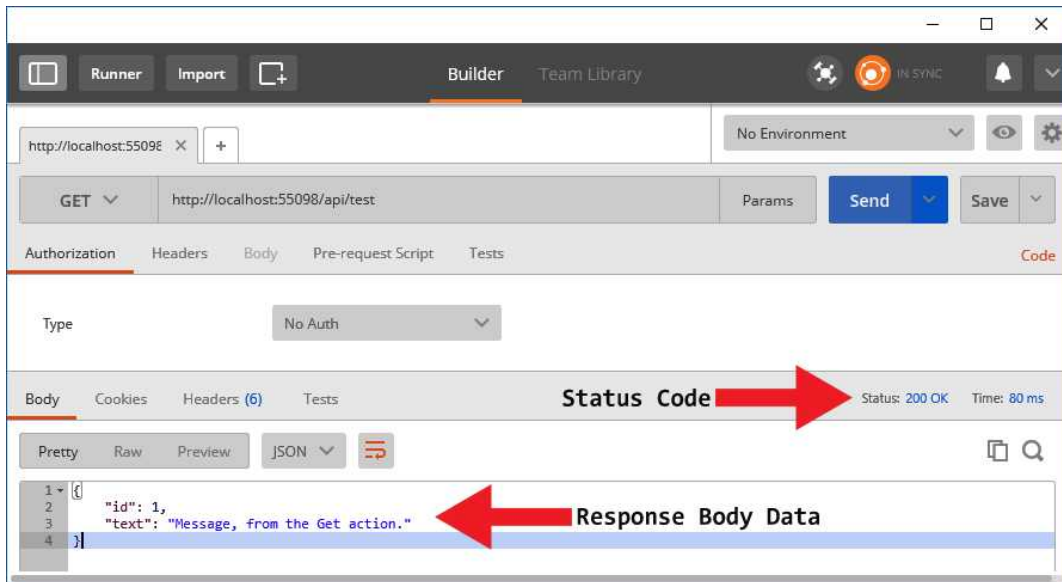 Runner Import Builder Team Library IN SYNC
No Environment
http://localhost:55098 × +
GET http://localhost:55098/api/test Params Send Save
Authorization Headers Body Pre-request Script Tests Code
Type No Auth
Body Cookies Headers (6) Tests Status Code Status: 200 OK Time: 80 ms
Pretty Raw Preview JSON
1 {
2 "id": 1,
3 "text": "Message, from the Get action." Response Body Data
4 }